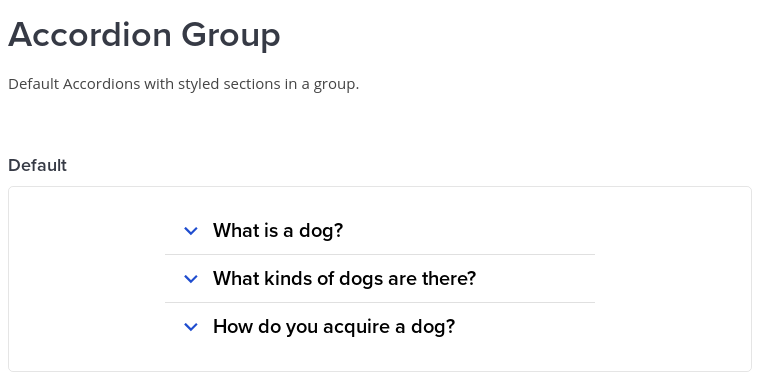 Accordion Group
Default Accordions with styled sections in a group.
Default
What is a dog?
What kinds of dogs are there?
How do you acquire a dog?